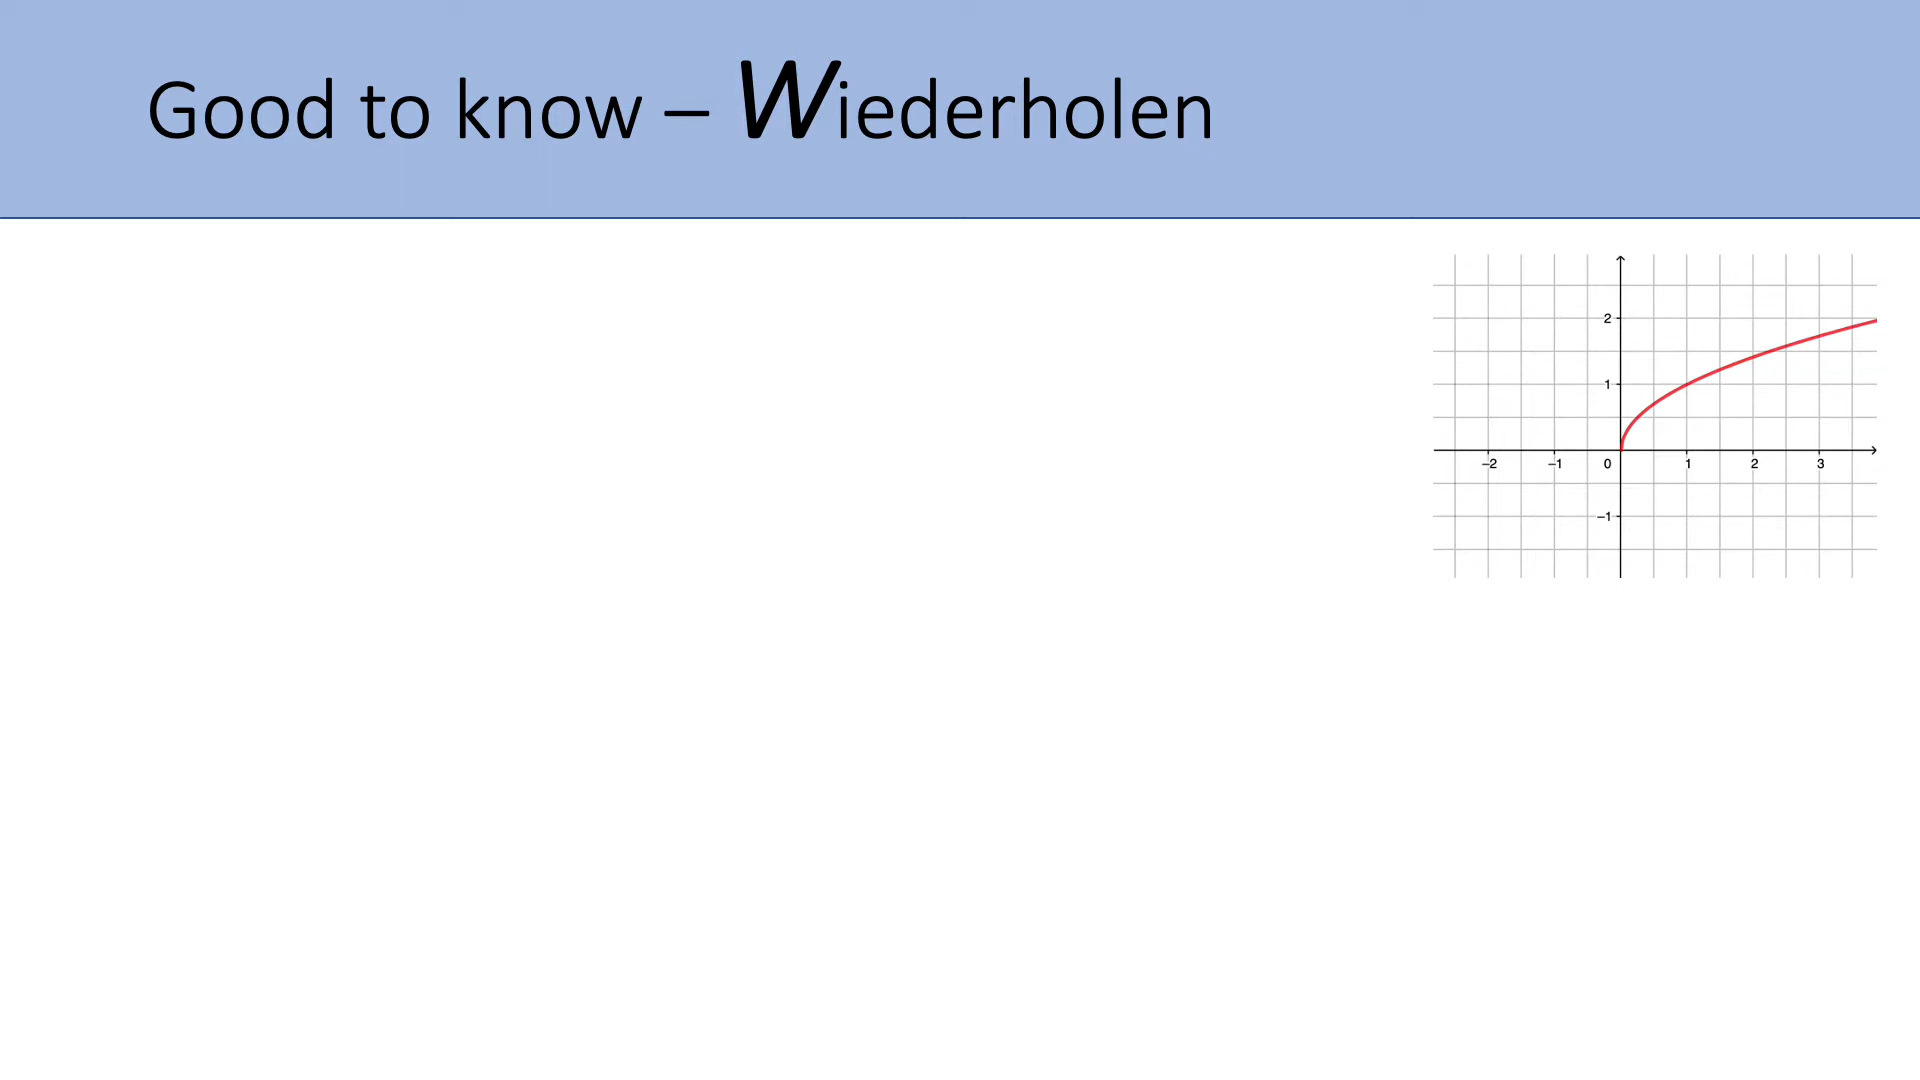 Good to know – Wiederholen
2
1
–2 –1 0 1 2 3
–1